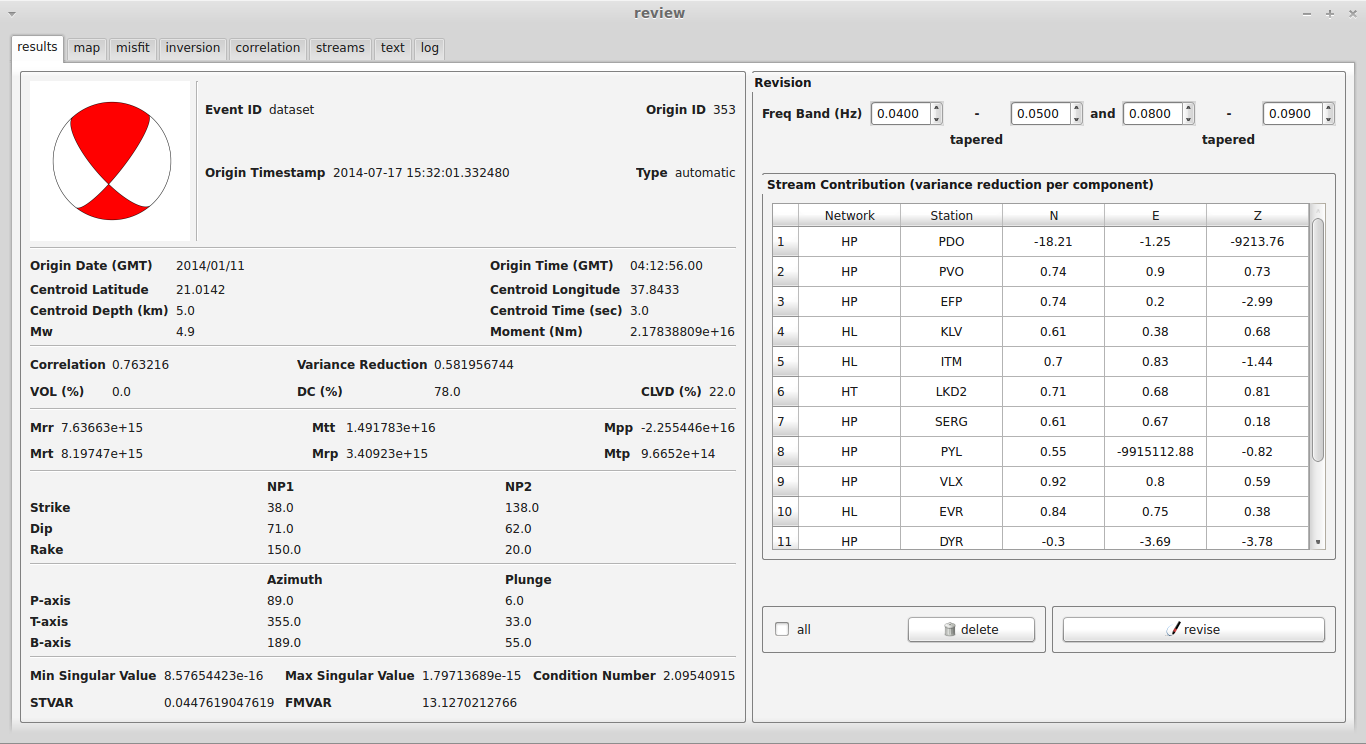 review
results map misfit inversion correlation streams text log
Event ID dataset Origin ID 353
Origin Timestamp 2014-07-17 15:32:01.332480 Type automatic
Origin Date (GMT) 2014/01/11 Origin Time (GMT) 04:12:56.00
Centroid Latitude 21.0142 Centroid Longitude 37.8433
Centroid Depth (km) 5.0 Centroid Time (sec) 3.0
Mw 4.9 Moment (Nm) 2.17838809e+16
Correlation 0.763216 Variance Reduction 0.581956744
VOL (%) 0.0 DC (%) 78.0 CLVD (%) 22.0
Mrr 7.63663e+15 Mtt 1.491783e+16 Mpp -2.255446e+16
Mrt 8.19747e+15 Mrp 3.40923e+15 Mtp 9.6652e+14
NP1 NP2
Strike 38.0 138.0
Dip 71.0 62.0
Rake 150.0 20.0
Azimuth Plunge
P-axis 89.0 6.0
T-axis 355.0 33.0
B-axis 189.0 55.0
Min Singular Value 8.57654423e-16 Max Singular Value 1.79713689e-15 Condition Number 2.09540915
STVAR 0.0447619047619 FMVAR 13.1270212766
Revision
Freq Band (Hz) 0.0400 - 0.0500 and 0.0800 - 0.0900
tapered tapered
Stream Contribution (variance reduction per component)
Network Station N E Z
1 HP PDO -18.21 -1.25 -9213.76
2 HP PVO 0.74 0.9 0.73
3 HP EFP 0.74 0.2 -2.99
4 HL KLV 0.61 0.38 0.68
5 HL ITM 0.7 0.83 -1.44
6 HT LKD2 0.71 0.68 0.81
7 HP SERG 0.61 0.67 0.18
8 HP PYL 0.55 -9915112.88 -0.82
9 HP VLX 0.92 0.8 0.59
10 HL EVR 0.84 0.75 0.38
11 HP DYR -0.3 -3.69 -3.78
all delete revise